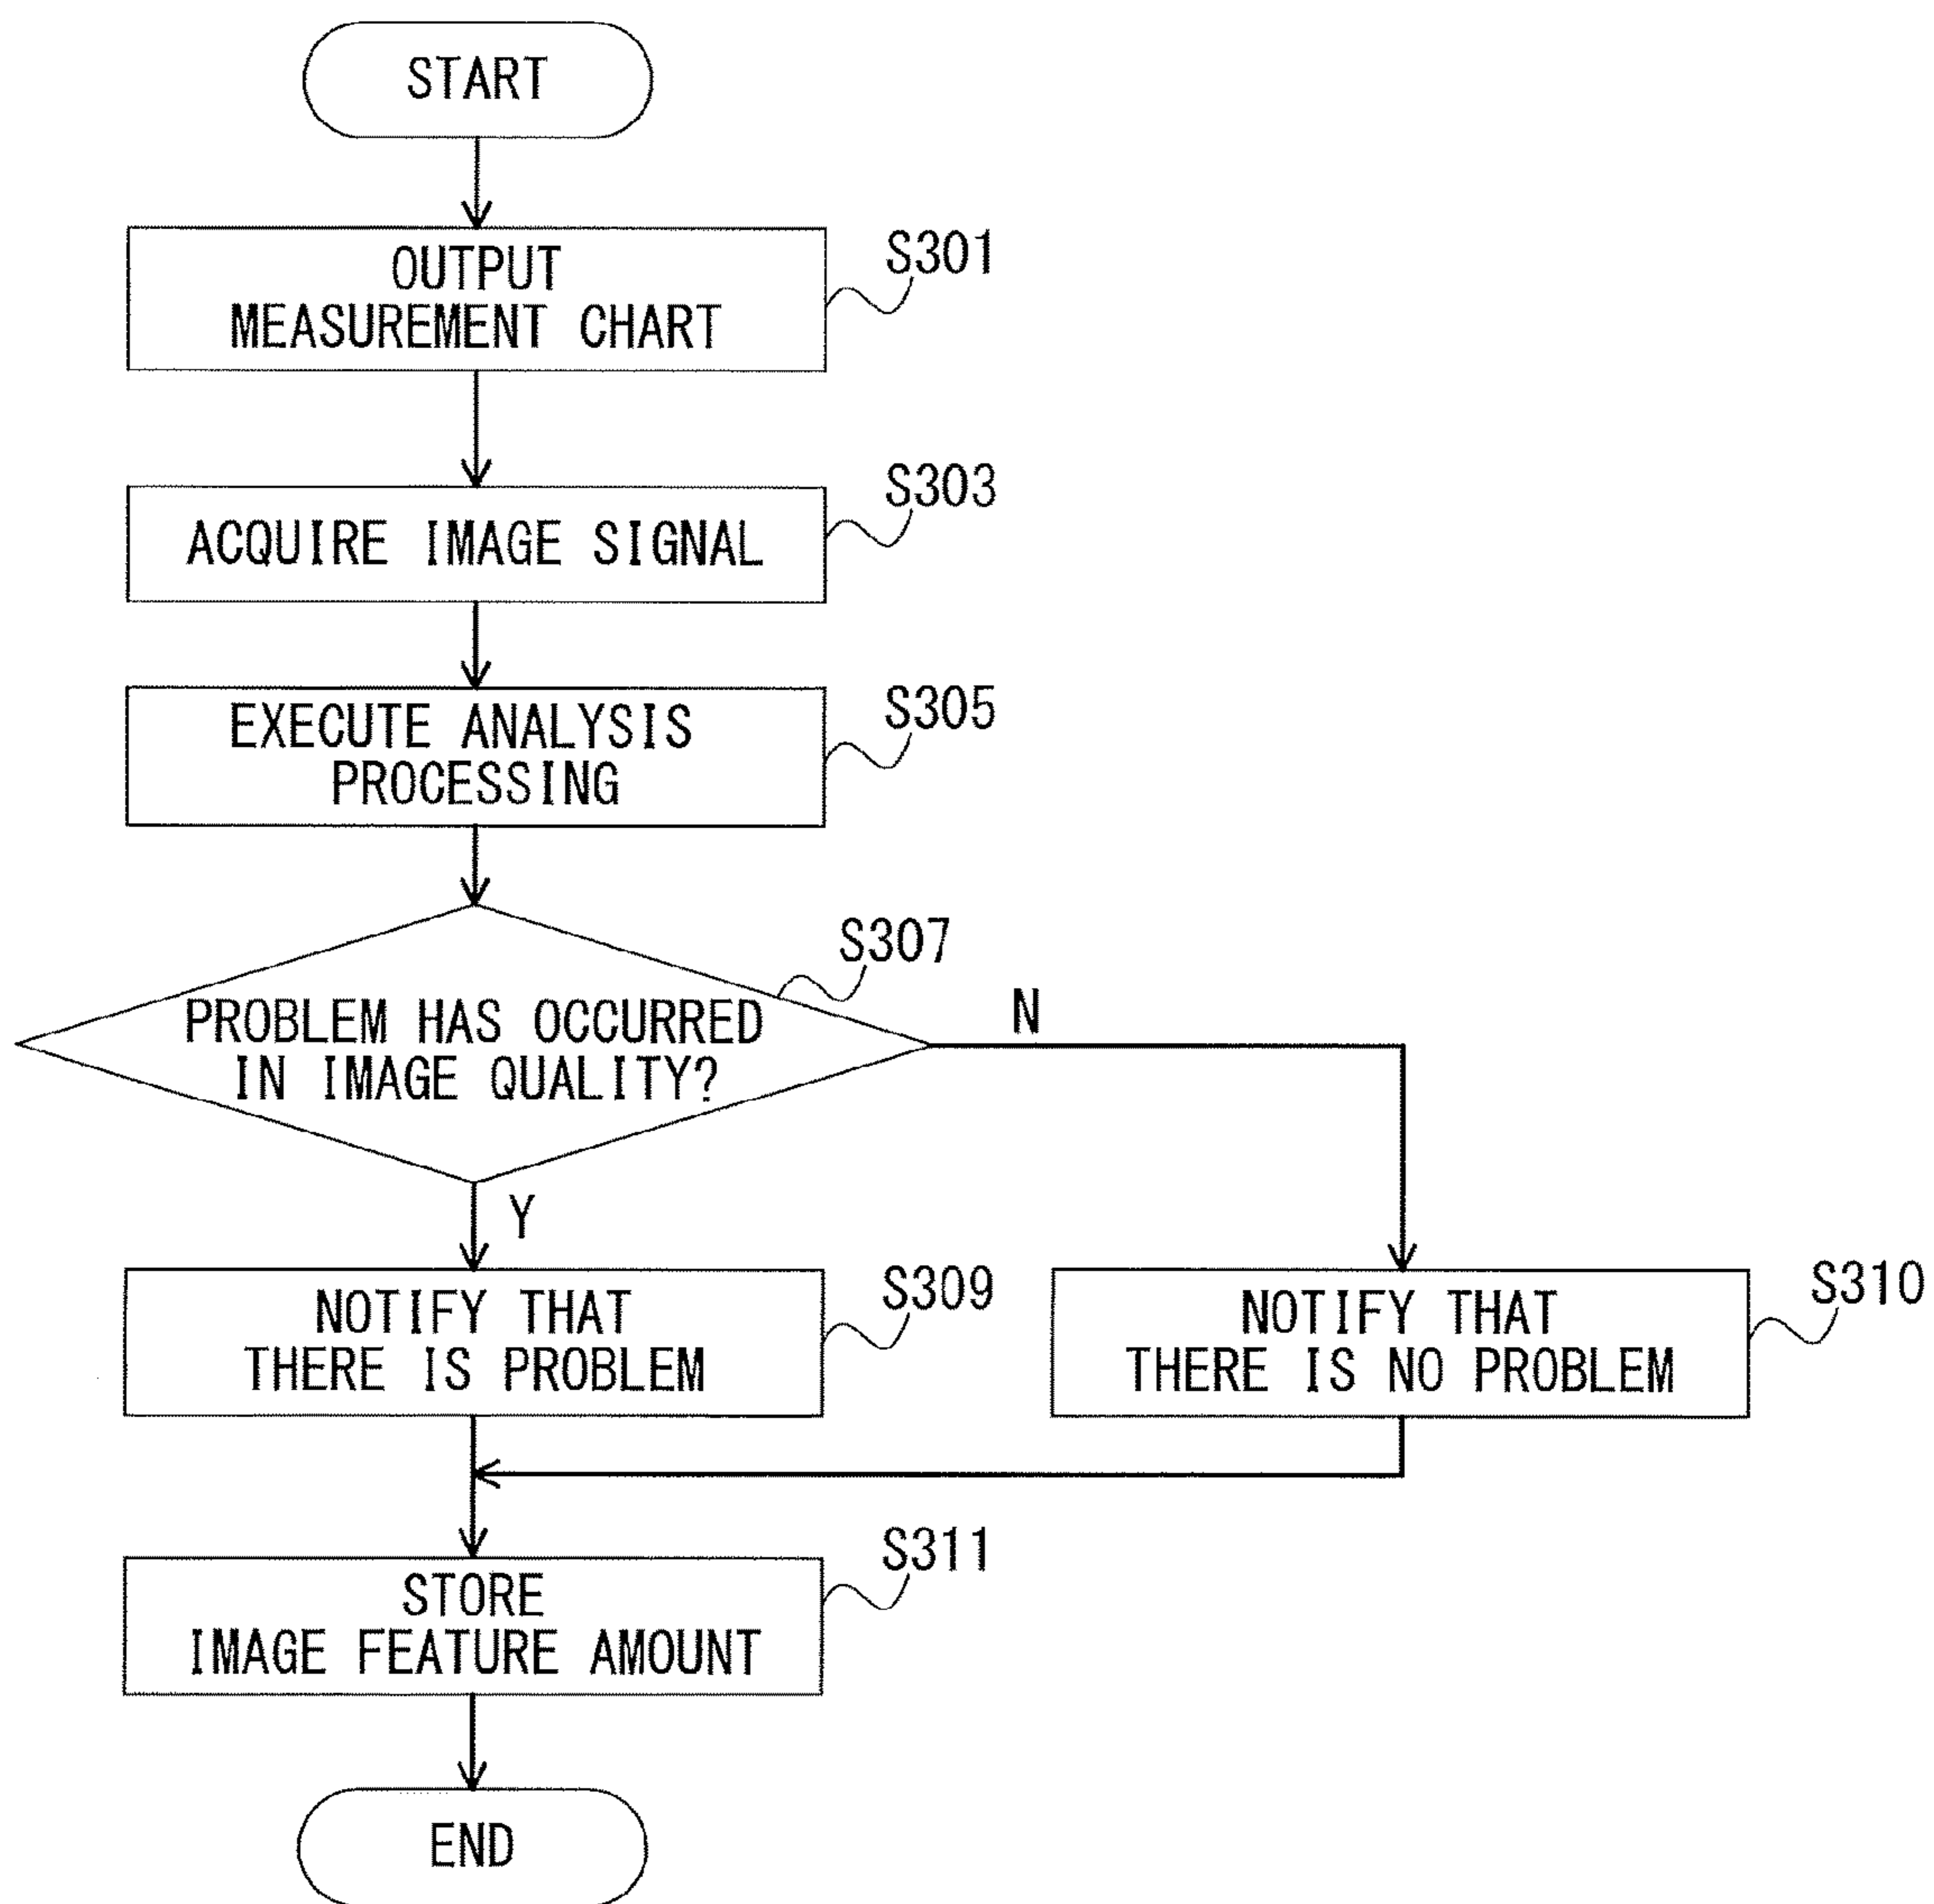 START
OUTPUT
MEASUREMENT CHART
S301
ACQUIRE IMAGE SIGNAL
S303
EXECUTE ANALYSIS
PROCESSING
S305
PROBLEM HAS OCCURRED
IN IMAGE QUALITY?
S307
N
Y
NOTIFY THAT
THERE IS PROBLEM
S309
NOTIFY THAT
THERE IS NO PROBLEM
S310
STORE
IMAGE FEATURE AMOUNT
S311
END